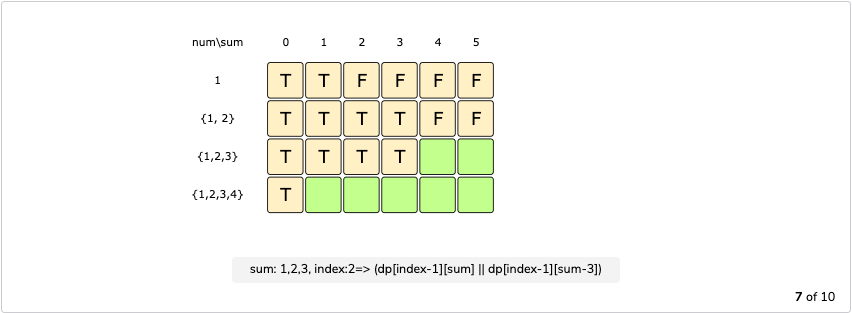 num\sum 0 1 2 3 4 5
1 T T F F F F
{1, 2} T T T T F F
{1,2,3} T T T T
{1,2,3,4} T
sum: 1,2,3, index:2=> (dp[index-1][sum] || dp[index-1][sum-3])
7 of 10